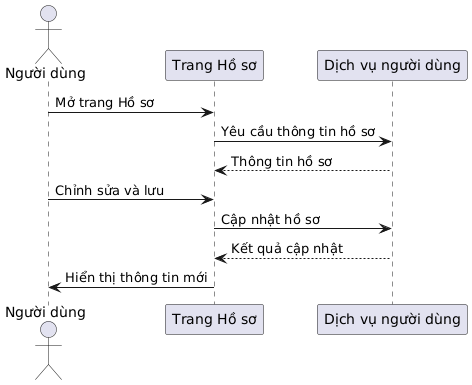 Người dùng
Trang Hồ sơ
Dịch vụ người dùng
Mở trang Hồ sơ
Yêu cầu thông tin hồ sơ
Thông tin hồ sơ
Chỉnh sửa và lưu
Cập nhật hồ sơ
Kết quả cập nhật
Hiển thị thông tin mới
Người dùng
Trang Hồ sơ
Dịch vụ người dùng